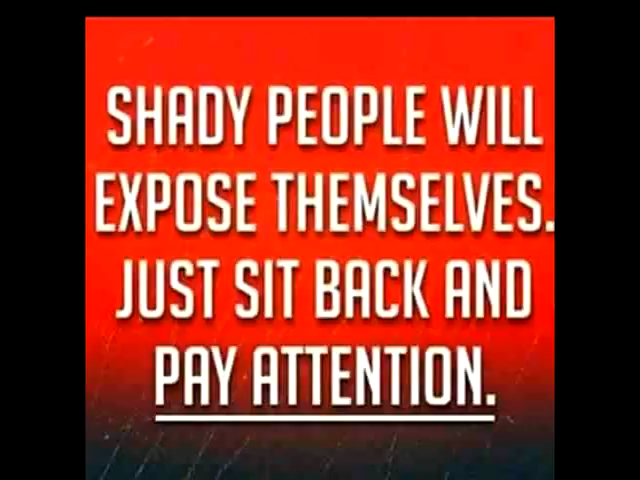 SHADY PEOPLE WILL
EXPOSE THEMSELVES.
JUST SIT BACK AND
PAY ATTENTION.